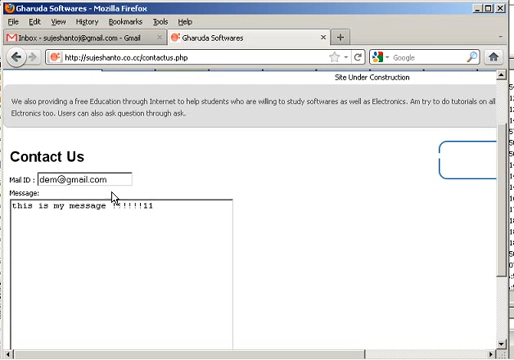 Gharuda Softwares - Mozilla Firefox
File Edit View History Bookmarks Tools Help
Inbox - sujeshantoj@gmail.com - Gmail
Gharuda Softwares
http://sujeshanto.co.cc/contactus.php
Google
Site Under Construction
We also providing a free Education through Internet to help students who are willing to study softwares as well as Electronics. Am try to do tutorials on all
Elctronics too. Users can also ask question through ask.
Contact Us
Mail ID : dem@gmail.com
Message:
this is my message !!!!!!11